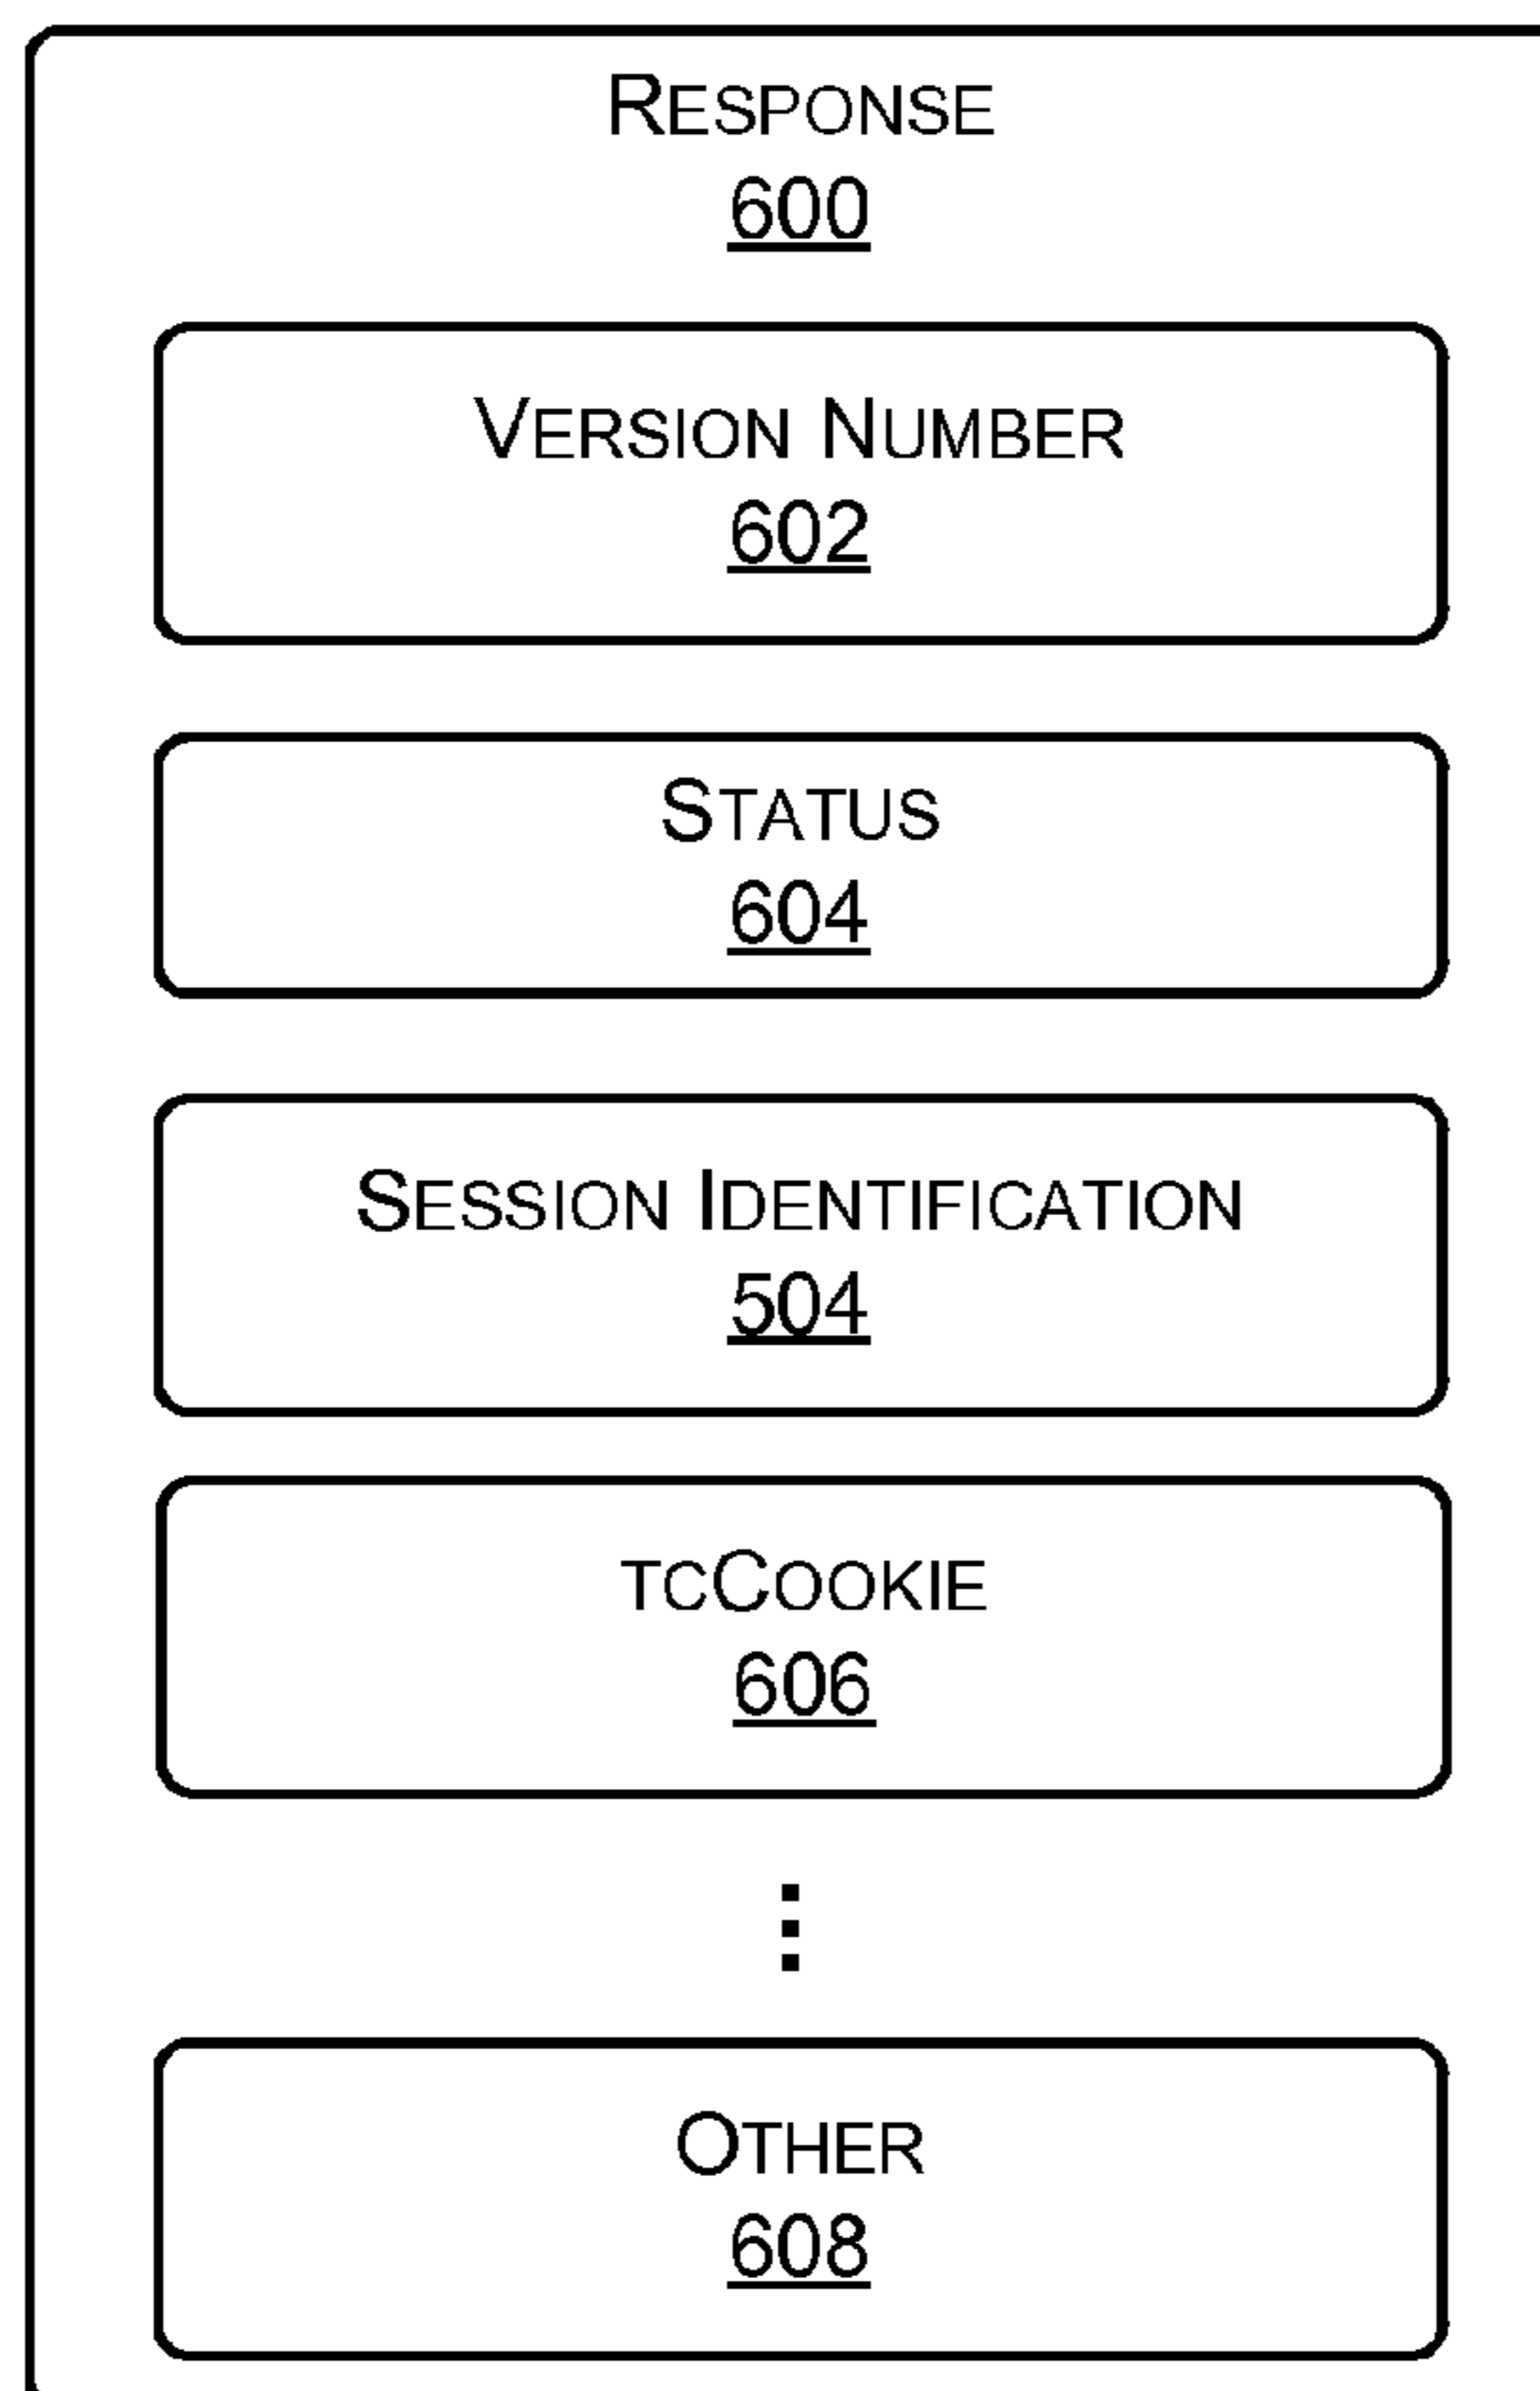 RESPONSE
600
VERSION NUMBER
602
STATUS
604
SESSION IDENTIFICATION
504
TCCOOKIE
606
OTHER
608